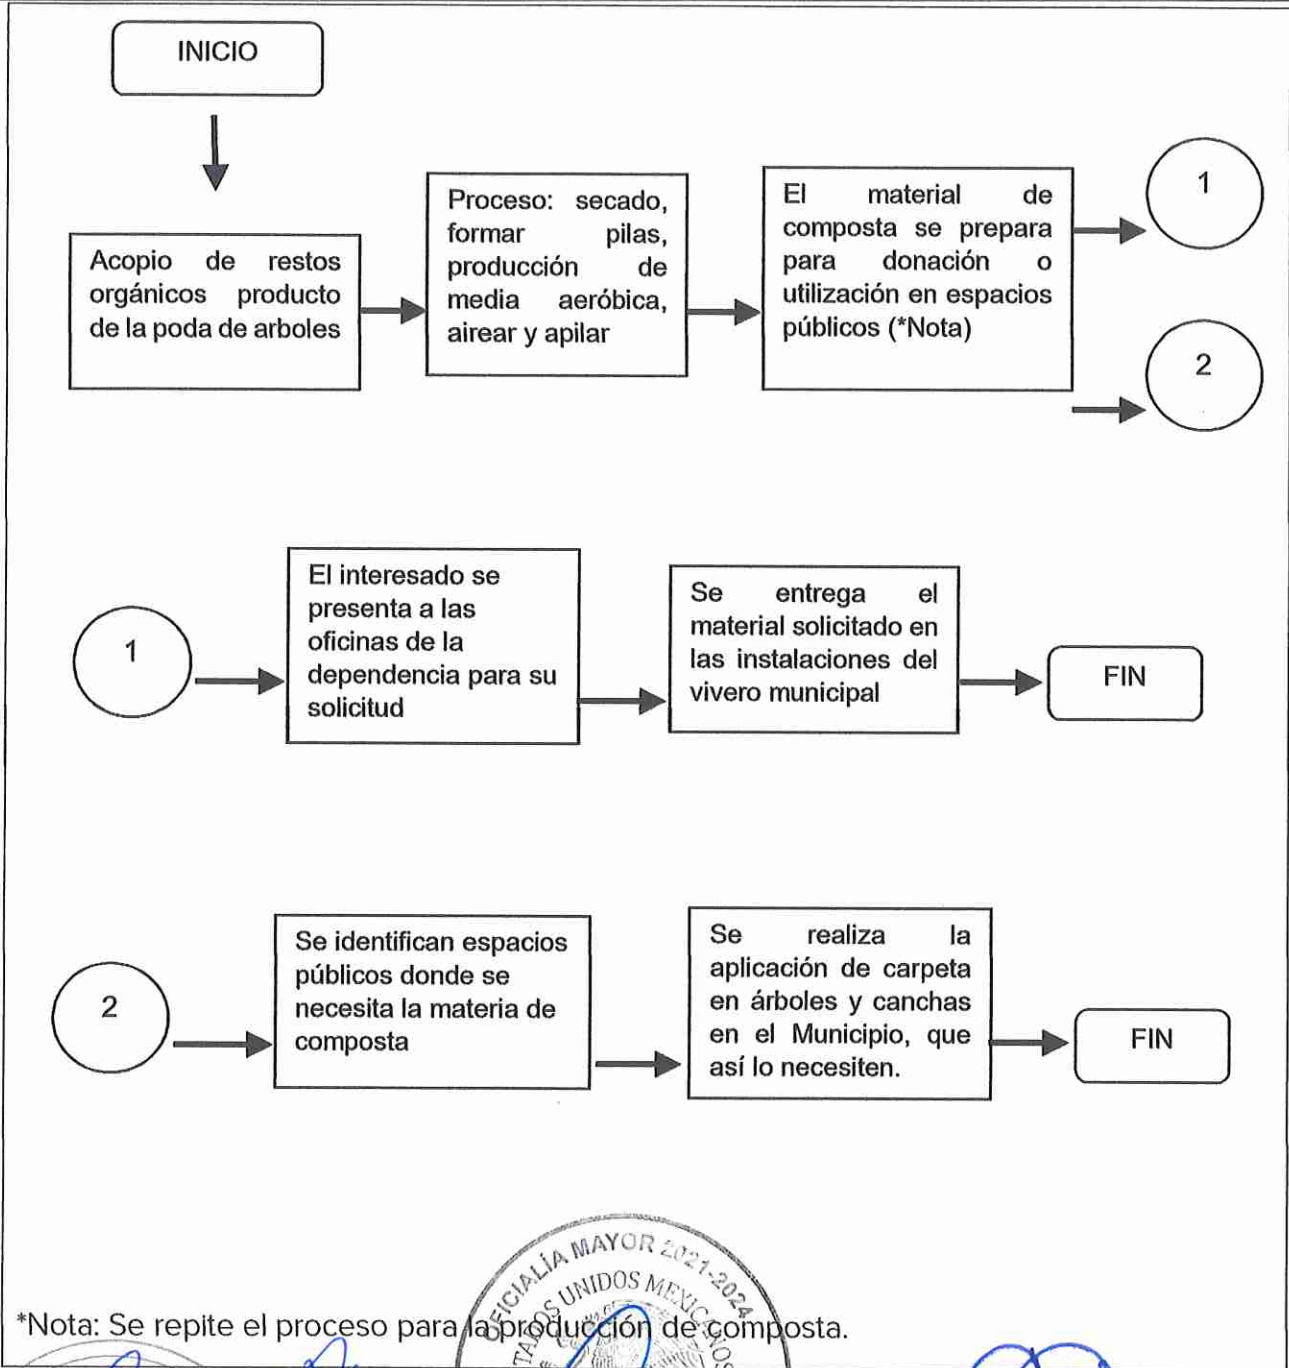 INICIO
Acopio de restos
orgánicos producto
de la poda de arboles
Proceso: secado,
formar pilas,
producción de
media aeróbica,
airear y apilar
El material de
composta se prepara
para donación o
utilización en espacios
públicos (*Nota)
1
2
1
El interesado se
presenta a las
oficinas de la
dependencia para su
solicitud
Se entrega el
material solicitado en
las instalaciones del
vivero municipal
FIN
2
Se identifican espacios
públicos donde se
necesita la materia de
composta
Se realiza la
aplicación de carpeta
en árboles y canchas
en el Municipio, que
así lo necesiten.
FIN
OFICIALÍA MAYOR 2021-2024
UNIDOS MEXICANOS
*Nota: Se repite el proceso para la producción de composta.